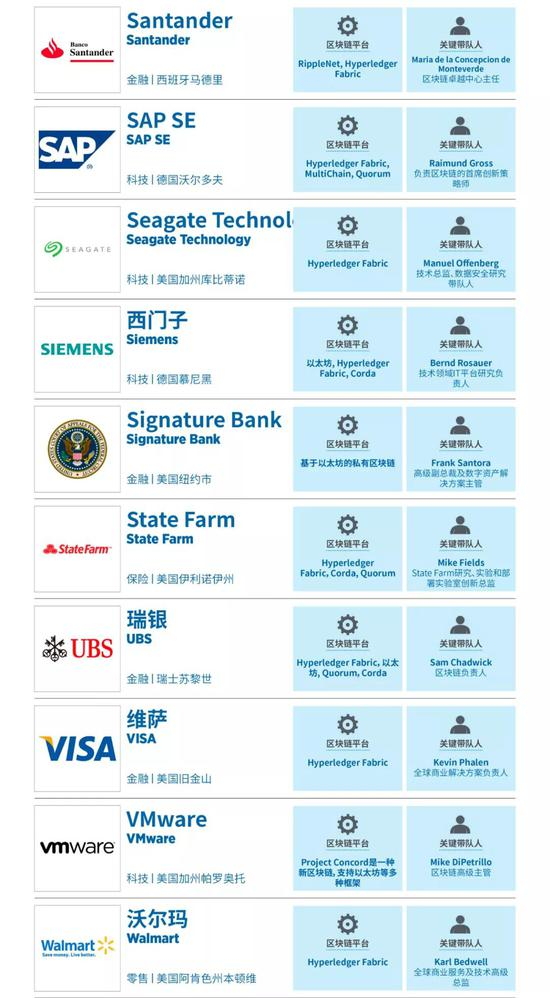 Banco
Santander
Santander
Santander
金融 | 西班牙马德里
区块链平台
RippleNet, Hyperledger
Fabric
关键带队人
Maria de la Concepcion de
Monteverde
区块链卓越中心主任
SAP
SAP SE
SAP SE
科技 | 德国沃尔多夫
区块链平台
Hyperledger Fabric,
MultiChain, Quorum
关键带队人
Raimund Gross
负责区块链的首席创新策
略师
SEAGATE
Seagate Technol
Seagate Technology
科技 | 美国加州库比蒂诺
区块链平台
Hyperledger Fabric
关键带队人
Manuel Offenberg
技术总监、数据安全研究
带队人
SIEMENS
西门子
Siemens
科技 | 德国慕尼黑
区块链平台
以太坊, Hyperledger
Fabric, Corda
关键带队人
Bernd Rosauer
技术领域IT平台研究负
责人
Signature Bank
Signature Bank
金融 | 美国纽约市
区块链平台
基于以太坊的私有区块链
关键带队人
Frank Santora
高级副总裁及数字资产解
决方案主管
State Farm
State Farm
State Farm
保险 | 美国伊利诺伊州
区块链平台
Hyperledger
Fabric, Corda, Quorum
关键带队人
Mike Fields
State Farm研究、实验和部
署实验室创新总监
UBS
瑞银
UBS
金融 | 瑞士苏黎世
区块链平台
Hyperledger Fabric, 以太
坊, Quorum, Corda
关键带队人
Sam Chadwick
区块链负责人
VISA
维萨
VISA
金融 | 美国旧金山
区块链平台
Hyperledger Fabric
关键带队人
Kevin Phalen
全球商业解决方案负责人
vmware
VMware
VMware
科技 | 美国加州帕罗奥托
区块链平台
Project Concord是一种
新区块链, 支持以太坊等多
种框架
关键带队人
Mike DiPetrillo
区块链高级主管
Walmart
Save money. Live better.
沃尔玛
Walmart
零售 | 美国阿肯色州本顿维
区块链平台
Hyperledger Fabric
关键带队人
Karl Bedwell
全球商业服务及技术高级
总监